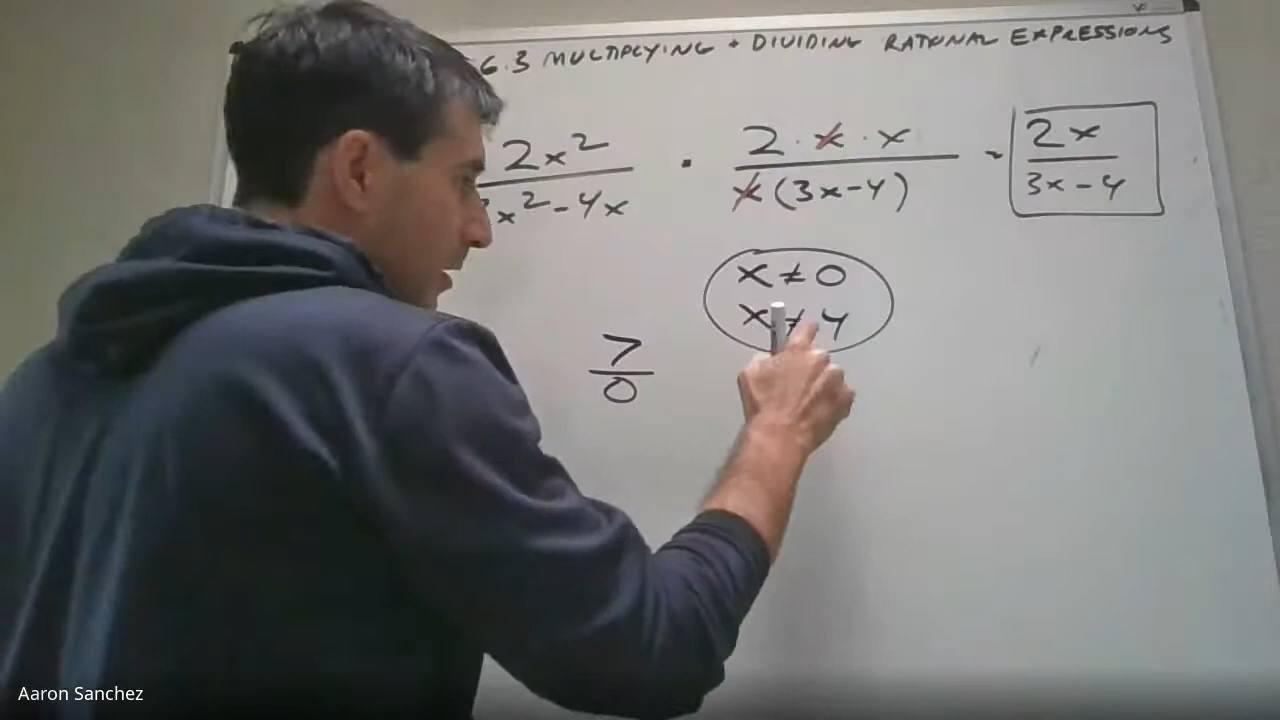 6.3 MULTIPLYING + DIVIDING RATIONAL EXPRESSIONS
2x² / x² - 4x · 2 · x · x / x(3x-4) = 2x / 3x - 4
x ≠ 0
x ≠ 4
7 / 0
Aaron Sanchez